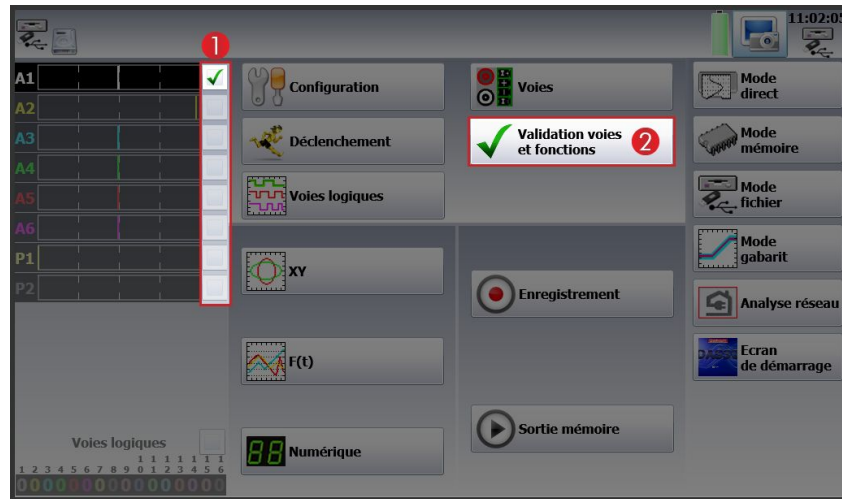 11:02:05
1
A1
A2
A3
A4
A5
A6
P1
P2
Configuration
Déclenchement
Voies logiques
XY
F(t)
Numérique
Voies
Validation voies
et fonctions
2
Enregistrement
Sortie mémoire
Mode
direct
Mode
mémoire
Mode
fichier
Mode
gabarit
Analyse réseau
Ecran
de démarrage
Voies logiques
1 1 1 1 1 1 1
1 2 3 4 5 6 7 8 9 0 1 2 3 4 5 6
0 0 0 0 0 0 0 0 0 0 0 0 0 0 0 0